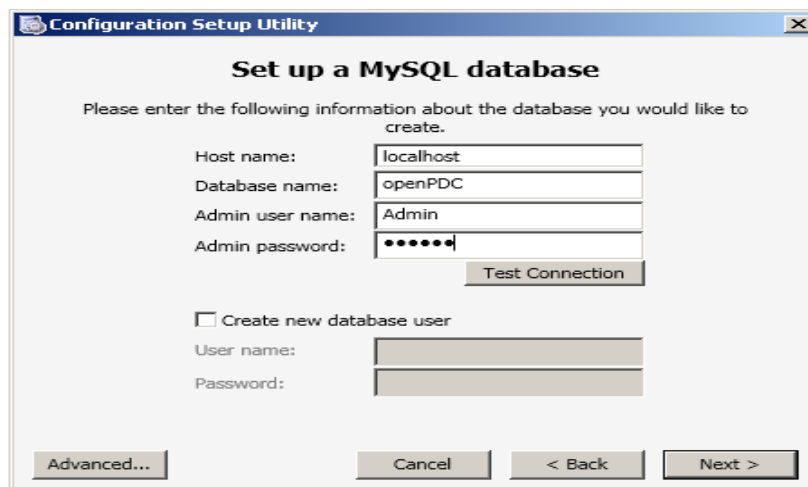 Configuration Setup Utility
Set up a MySQL database
Please enter the following information about the database you would like to
create.
Host name: localhost
Database name: openPDC
Admin user name: Admin
Admin password: ●●●●●●
Test Connection
Create new database user
User name:
Password:
Advanced... Cancel < Back Next >